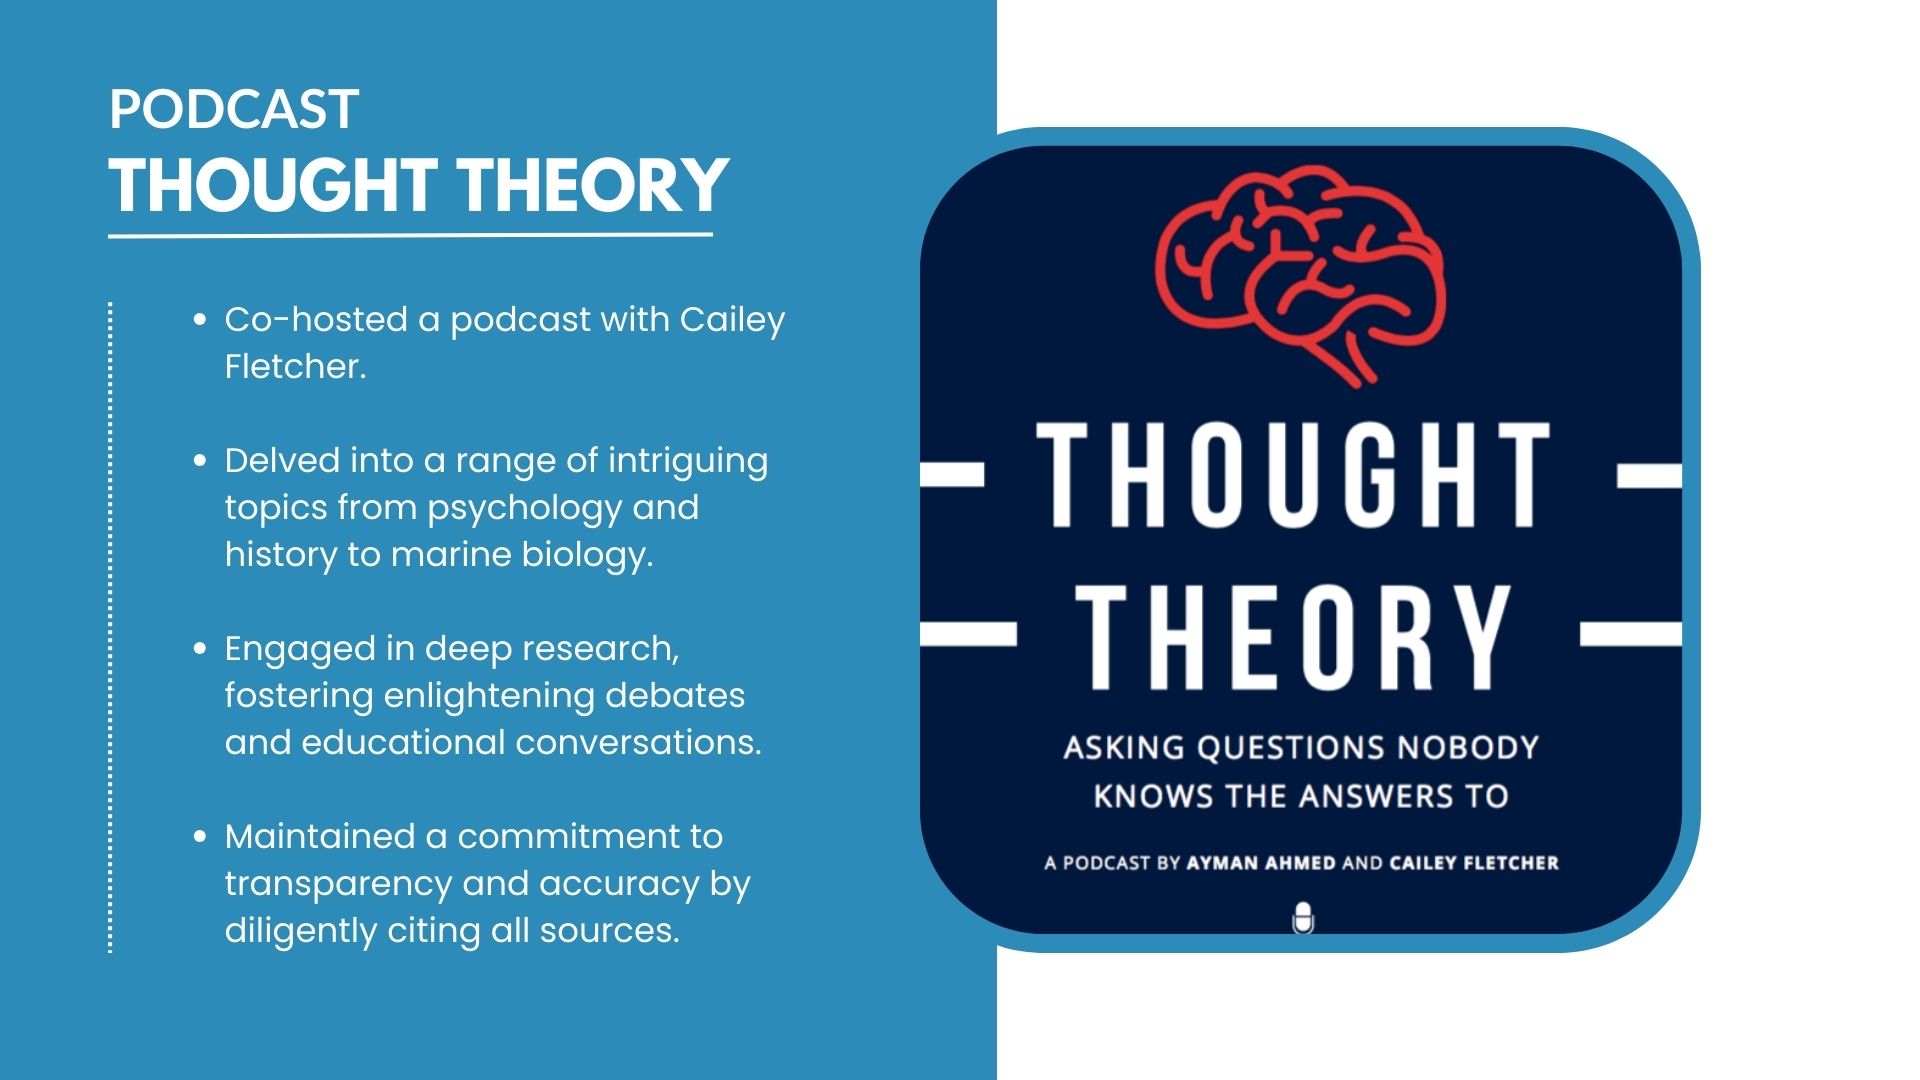 PODCAST
THOUGHT THEORY
• Co-hosted a podcast with Cailey
Fletcher.
• Delved into a range of intriguing
topics from psychology and
history to marine biology.
• Engaged in deep research,
fostering enlightening debates
and educational conversations.
• Maintained a commitment to
transparency and accuracy by
diligently citing all sources.
THOUGHT
THEORY
ASKING QUESTIONS NOBODY
KNOWS THE ANSWERS TO
A PODCAST BY AYMAN AHMED AND CAILEY FLETCHER